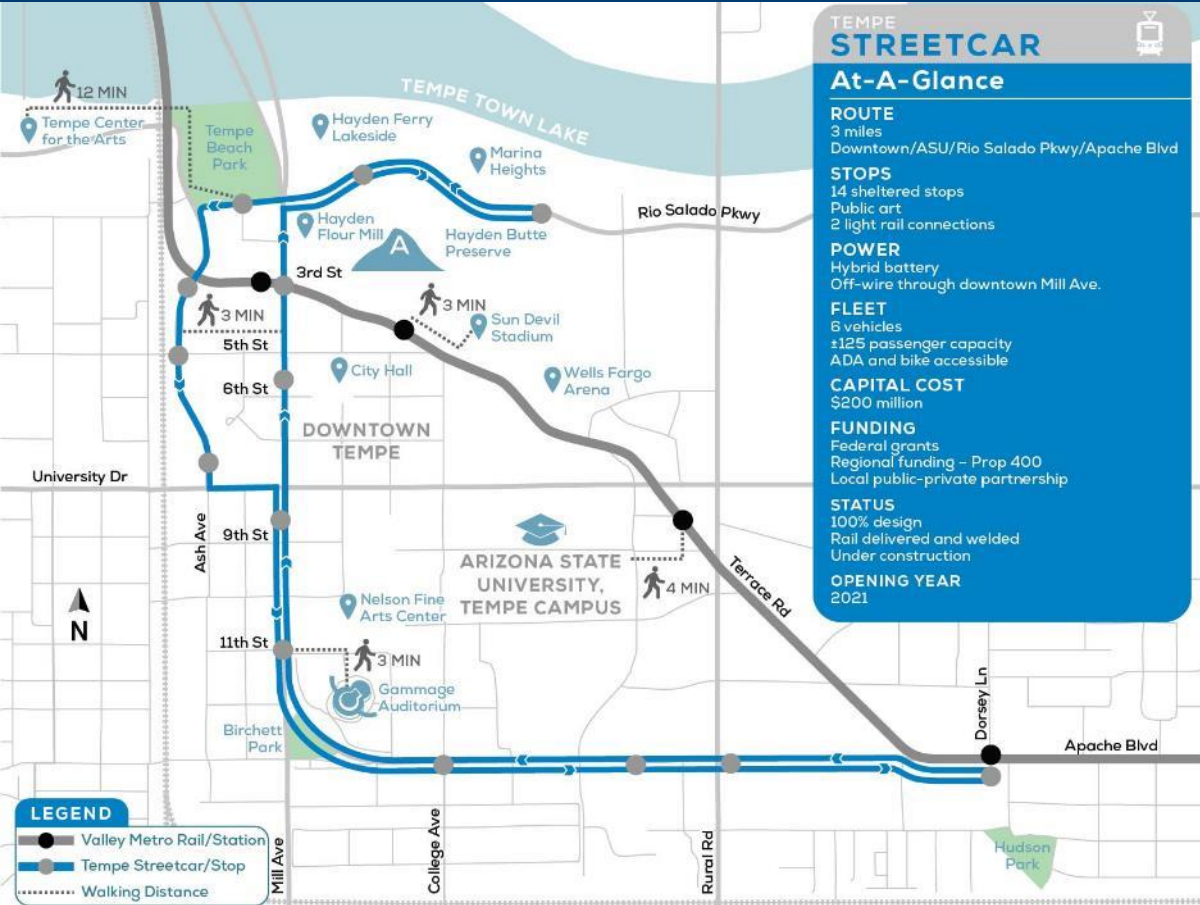 TEMPE
STREETCAR
At-A-Glance
ROUTE
3 miles
Downtown/ASU/Rio Salado Pkwy/Apache Blvd
STOPS
14 sheltered stops
Public art
2 light rail connections
POWER
Hybrid battery
Off-wire through downtown Mill Ave.
FLEET
6 vehicles
±125 passenger capacity
ADA and bike accessible
CAPITAL COST
$200 million
FUNDING
Federal grants
Regional funding – Prop 400
Local public-private partnership
STATUS
100% design
Rail delivered and welded
Under construction
OPENING YEAR
2021
12 MIN
Tempe Center
for the Arts
Tempe
Beach
Park
TEMPE TOWN LAKE
Hayden Ferry
Lakeside
Marina
Heights
Rio Salado Pkwy
Hayden
Flour Mill
A
Hayden Butte
Preserve
3rd St
3 MIN
3 MIN
Sun Devil
Stadium
5th St
City Hall
6th St
Wells Fargo
Arena
DOWNTOWN
TEMPE
University Dr
Ash Ave
9th St
ARIZONA STATE
UNIVERSITY,
TEMPE CAMPUS
4 MIN
Terrace Rd
N
Nelson Fine
Arts Center
11th St
3 MIN
Gammage
Auditorium
Birchett
Park
Dorsey Ln
Apache Blvd
LEGEND
Valley Metro Rail/Station
Tempe Streetcar/Stop
Walking Distance
Mill Ave
College Ave
Rural Rd
Hudson
Park